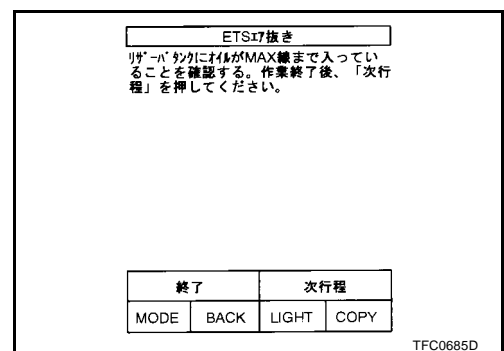 ETSｴｱ抜き
ﾘｻﾞｰﾊﾞﾀﾝｸにｵｲﾙがMAX線まで入ってい
ることを確認する。作業終了後、「次行
程」を押してください。
終了 次行程
MODE BACK LIGHT COPY
TFC0685D